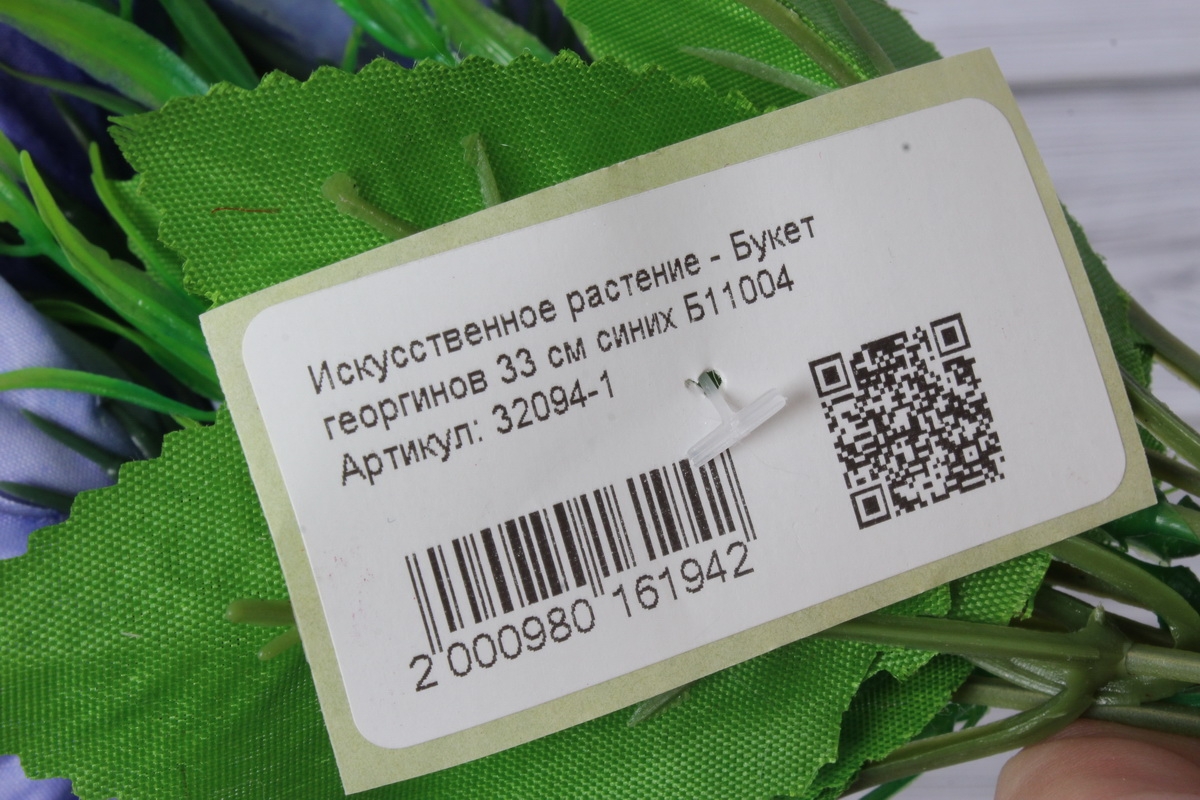 Искусственное растение - Букет
георгинов 33 см синих Б11004
Артикул: 32094-1
2 000980 161942